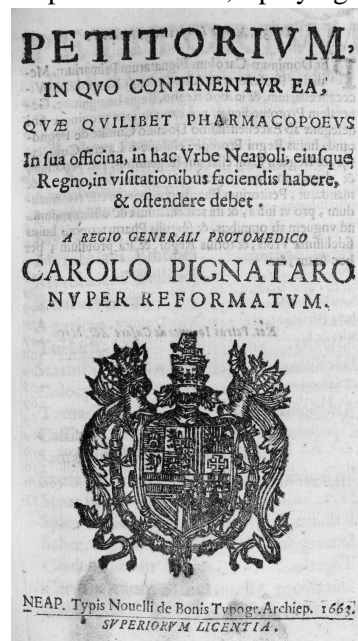 PETITORIVM,
IN QVO CONTINENTVR EA,
QVÆ QVILIBET PHARMACOPOEVS
In sua officina, in hac Vrbe Neapoli, eiusque
Regno, in visitationibus faciendis habere,
& ostendere debet.
A REGIO GENERALI PROTOMEDICO
CAROLO PIGNATARO
NVPER REFORMATVM.
NEAP. Typis Nouelli de Bonis Typogr. Archiep. 1663.
SVPERIORVM LICENTIA.